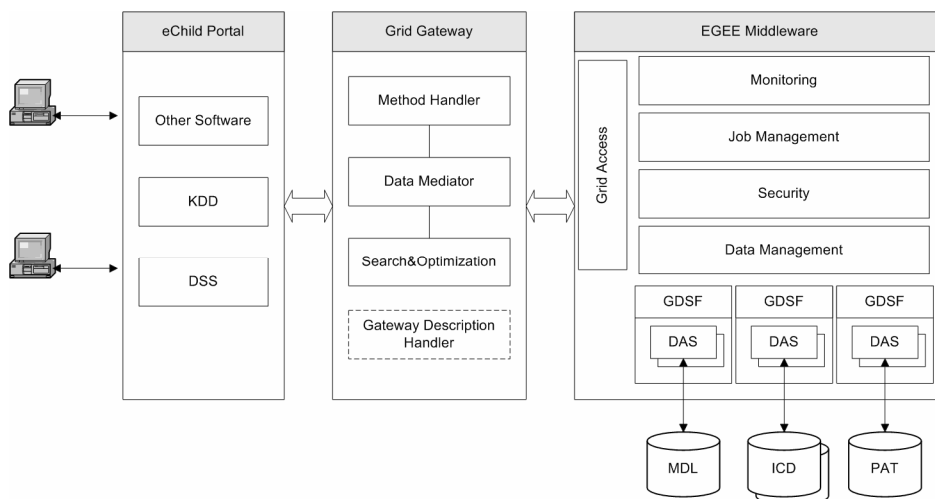 eChild Portal
Other Software
KDD
DSS
Grid Gateway
Method Handler
Data Mediator
Search&Optimization
Gateway Description
Handler
EGEE Middleware
Grid Access
Monitoring
Job Management
Security
Data Management
GDSF
GDSF
GDSF
DAS
DAS
DAS
MDL
ICD
PAT